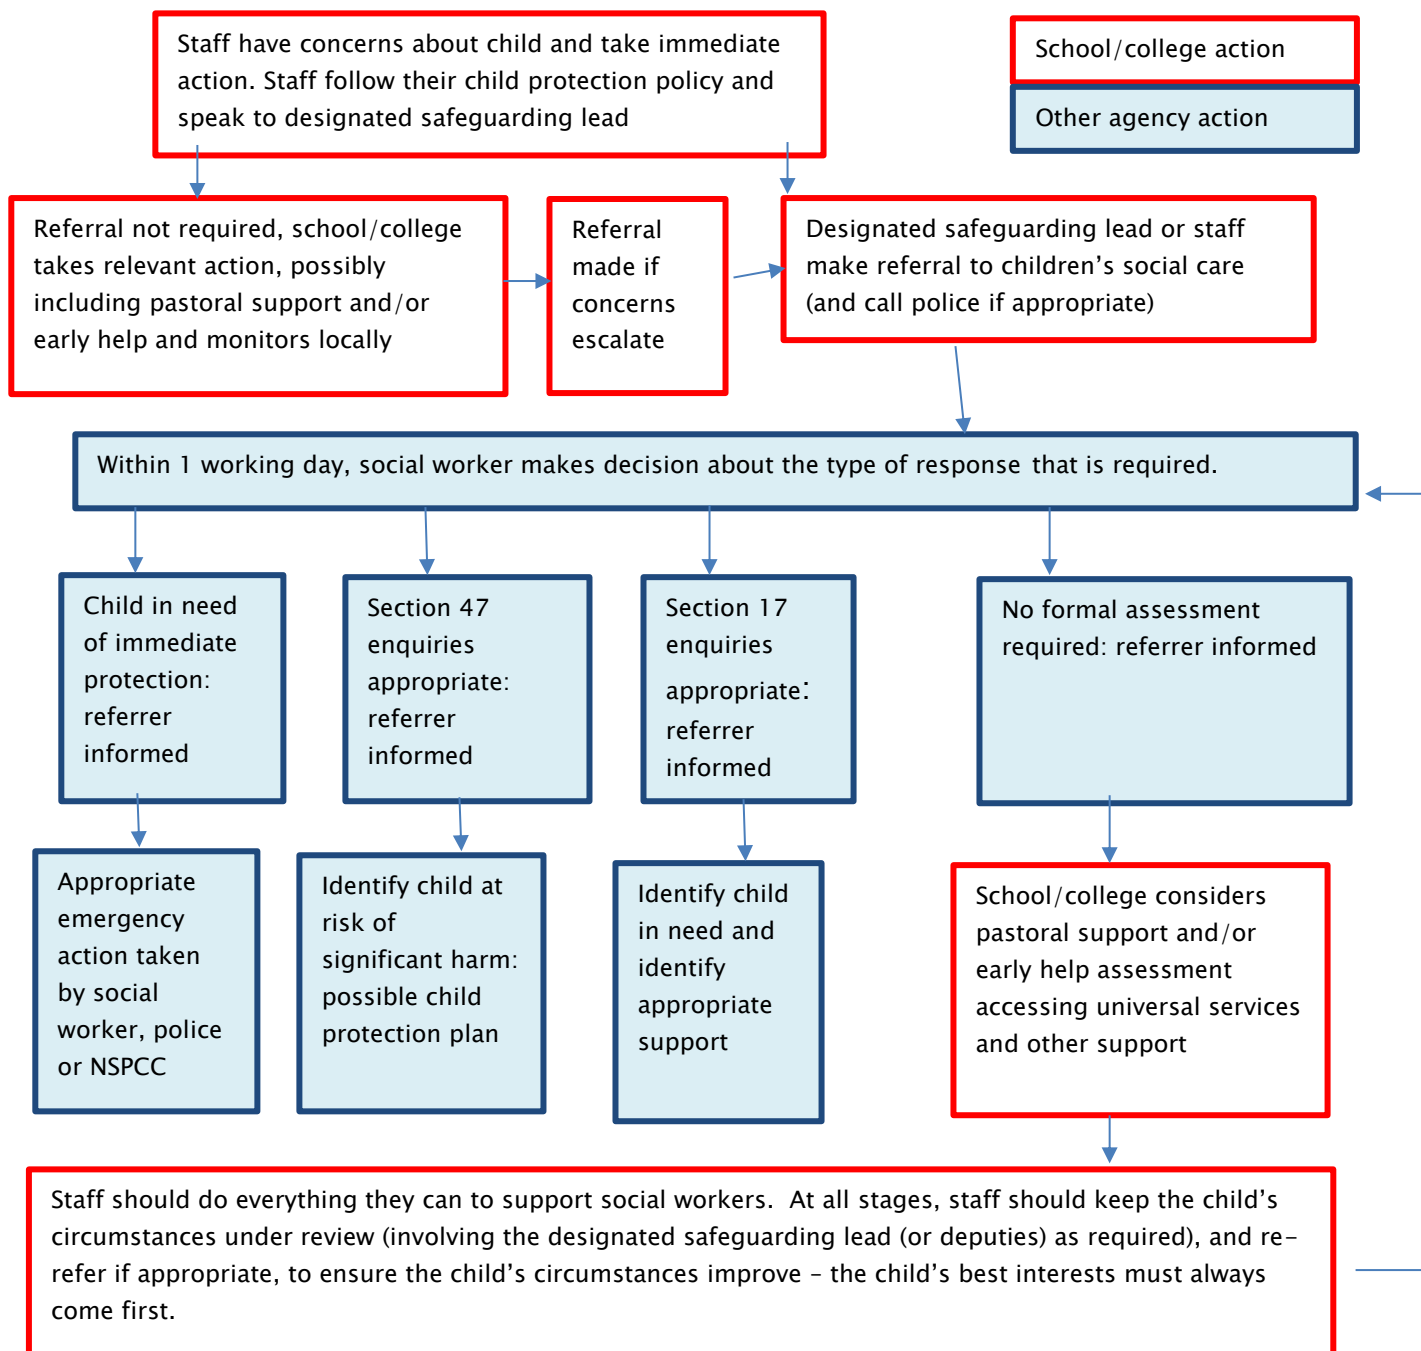 Staff have concerns about child and take immediate
action. Staff follow their child protection policy and
speak to designated safeguarding lead
School/college action
Other agency action
Referral not required, school/college
takes relevant action, possibly
including pastoral support and/or
early help and monitors locally
Referral
made if
concerns
escalate
Designated safeguarding lead or staff
make referral to children’s social care
(and call police if appropriate)
Within 1 working day, social worker makes decision about the type of response that is required.
Child in need
of immediate
protection:
referrer
informed
Section 47
enquiries
appropriate:
referrer
informed
Section 17
enquiries
appropriate:
referrer
informed
No formal assessment
required: referrer informed
Appropriate
emergency
action taken
by social
worker, police
or NSPCC
Identify child at
risk of
significant harm:
possible child
protection plan
Identify child
in need and
identify
appropriate
support
School/college considers
pastoral support and/or
early help assessment
accessing universal services
and other support
Staff should do everything they can to support social workers.  At all stages, staff should keep the child’s
circumstances under review (involving the designated safeguarding lead (or deputies) as required), and re–
refer if appropriate, to ensure the child’s circumstances improve – the child’s best interests must always
come first.